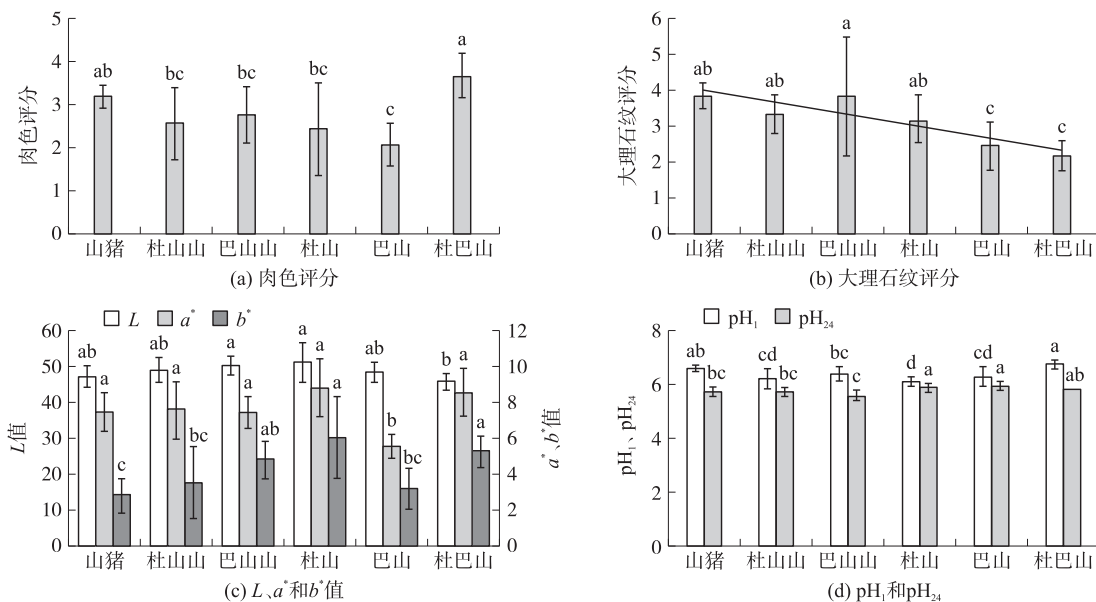 肉色评分
5
4
3
2
1
0
ab
bc
bc
bc
c
a
山猪 杜山山 巴山山 杜山 巴山 杜巴山
(a) 肉色评分
大理石纹评分
6
5
4
3
2
1
0
ab
ab
a
ab
c
c
山猪 杜山山 巴山山 杜山 巴山 杜巴山
(b) 大理石纹评分
L值
60
50
40
30
20
10
0
L a* b*
ab a c
ab a bc
a a ab
a a a
ab b bc
b a a
12
10
8
6
4
2
0
a*、b*值
山猪 杜山山 巴山山 杜山 巴山 杜巴山
(c) L、a*和b*值
pH₁、pH₂₄
8
6
4
2
0
pH₁ pH₂₄
ab bc
cd bc
bc c
d a
cd a
a ab
山猪 杜山山 巴山山 杜山 巴山 杜巴山
(d) pH₁和pH₂₄